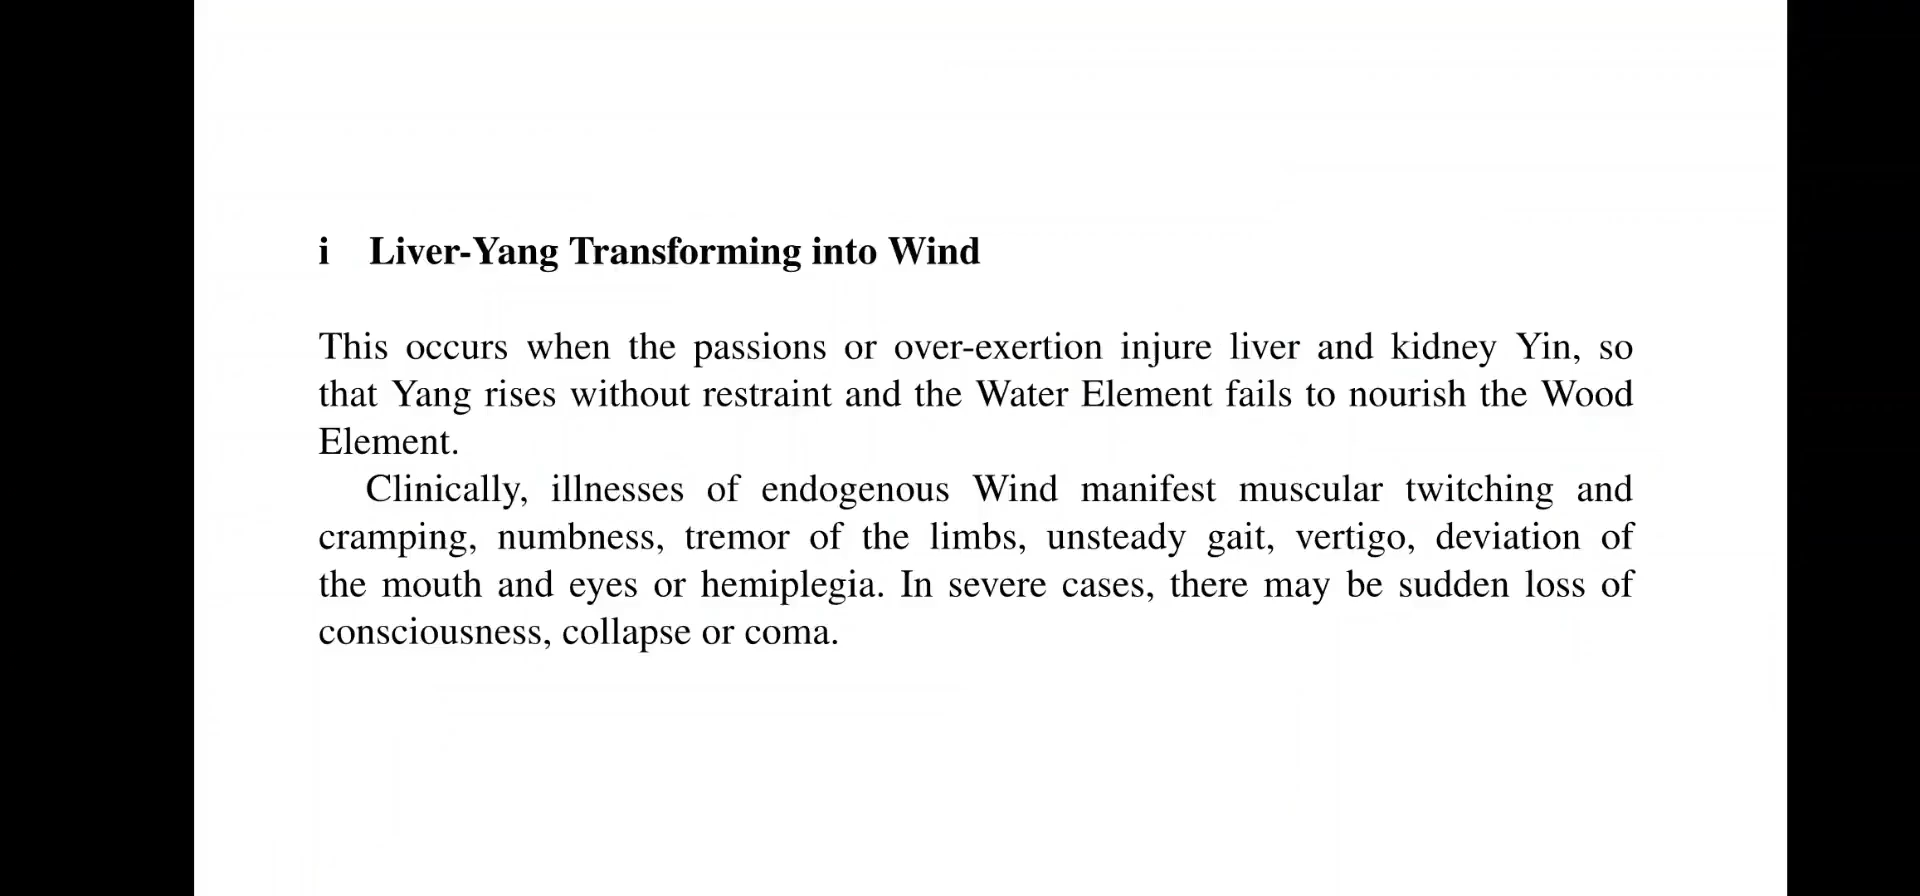 i Liver-Yang Transforming into Wind
This occurs when the passions or over-exertion injure liver and kidney Yin, so
that Yang rises without restraint and the Water Element fails to nourish the Wood
Element.
Clinically, illnesses of endogenous Wind manifest muscular twitching and
cramping, numbness, tremor of the limbs, unsteady gait, vertigo, deviation of
the mouth and eyes or hemiplegia. In severe cases, there may be sudden loss of
consciousness, collapse or coma.